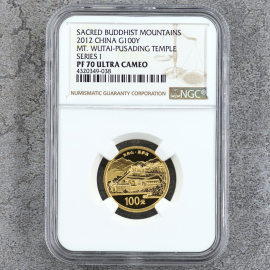 SACRED BUDDHIST MOUNTAINS
2012 CHINA G100Y
MT. WUTAI-PUSADING TEMPLE
SERIES I
PF 70 ULTRA CAMEO
4320349-038
NUMISMATIC GUARANTY CORPORATION
NGC
100元